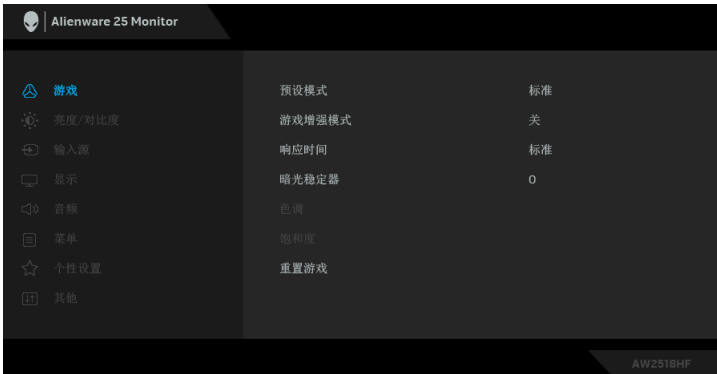 Alienware 25 Monitor
游戏 预设模式 标准
亮度/对比度 游戏增强模式 关
输入源 响应时间 标准
显示 暗光稳定器 0
音频 色调
菜单 饱和度
个性设置 重置游戏
其他
AW2518HF